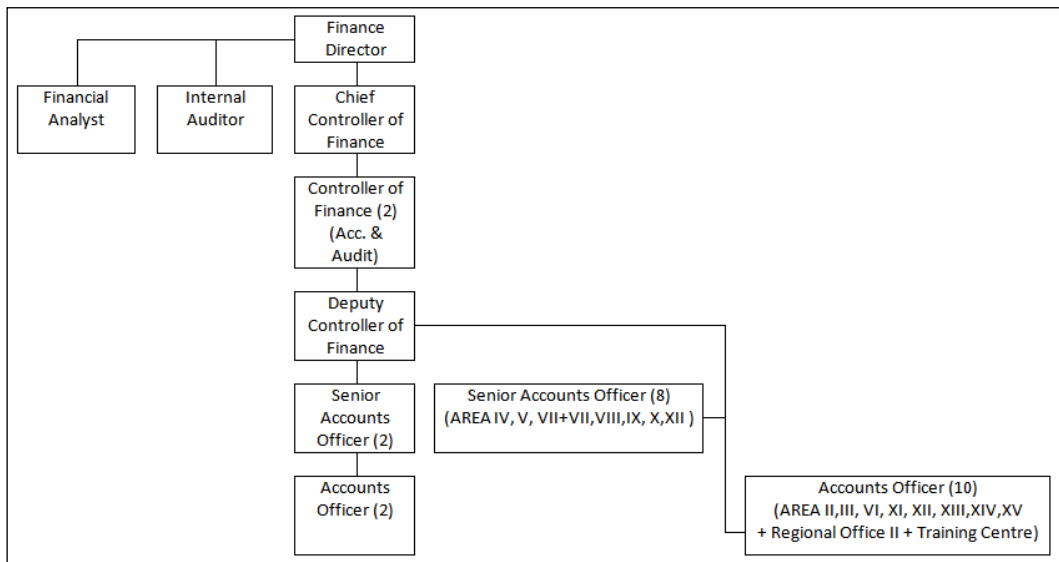 Finance
Director
Financial
Analyst
Internal
Auditor
Chief
Controller of
Finance
Controller of
Finance (2)
(Acc. &
Audit)
Deputy
Controller of
Finance
Senior
Accounts
Officer (2)
Senior Accounts Officer (8)
(AREA IV, V, VII+VII,VIII,IX, X,XII )
Accounts
Officer (2)
Accounts Officer (10)
(AREA II,III, VI, XI, XII, XIII,XIV,XV
+ Regional Office II + Training Centre)